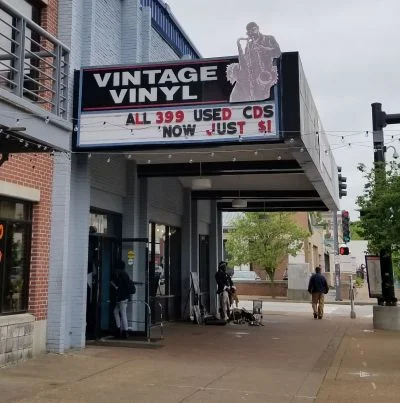 VINTAGE
VINYL
ALL 399 USED CDS
NOW JUST $1